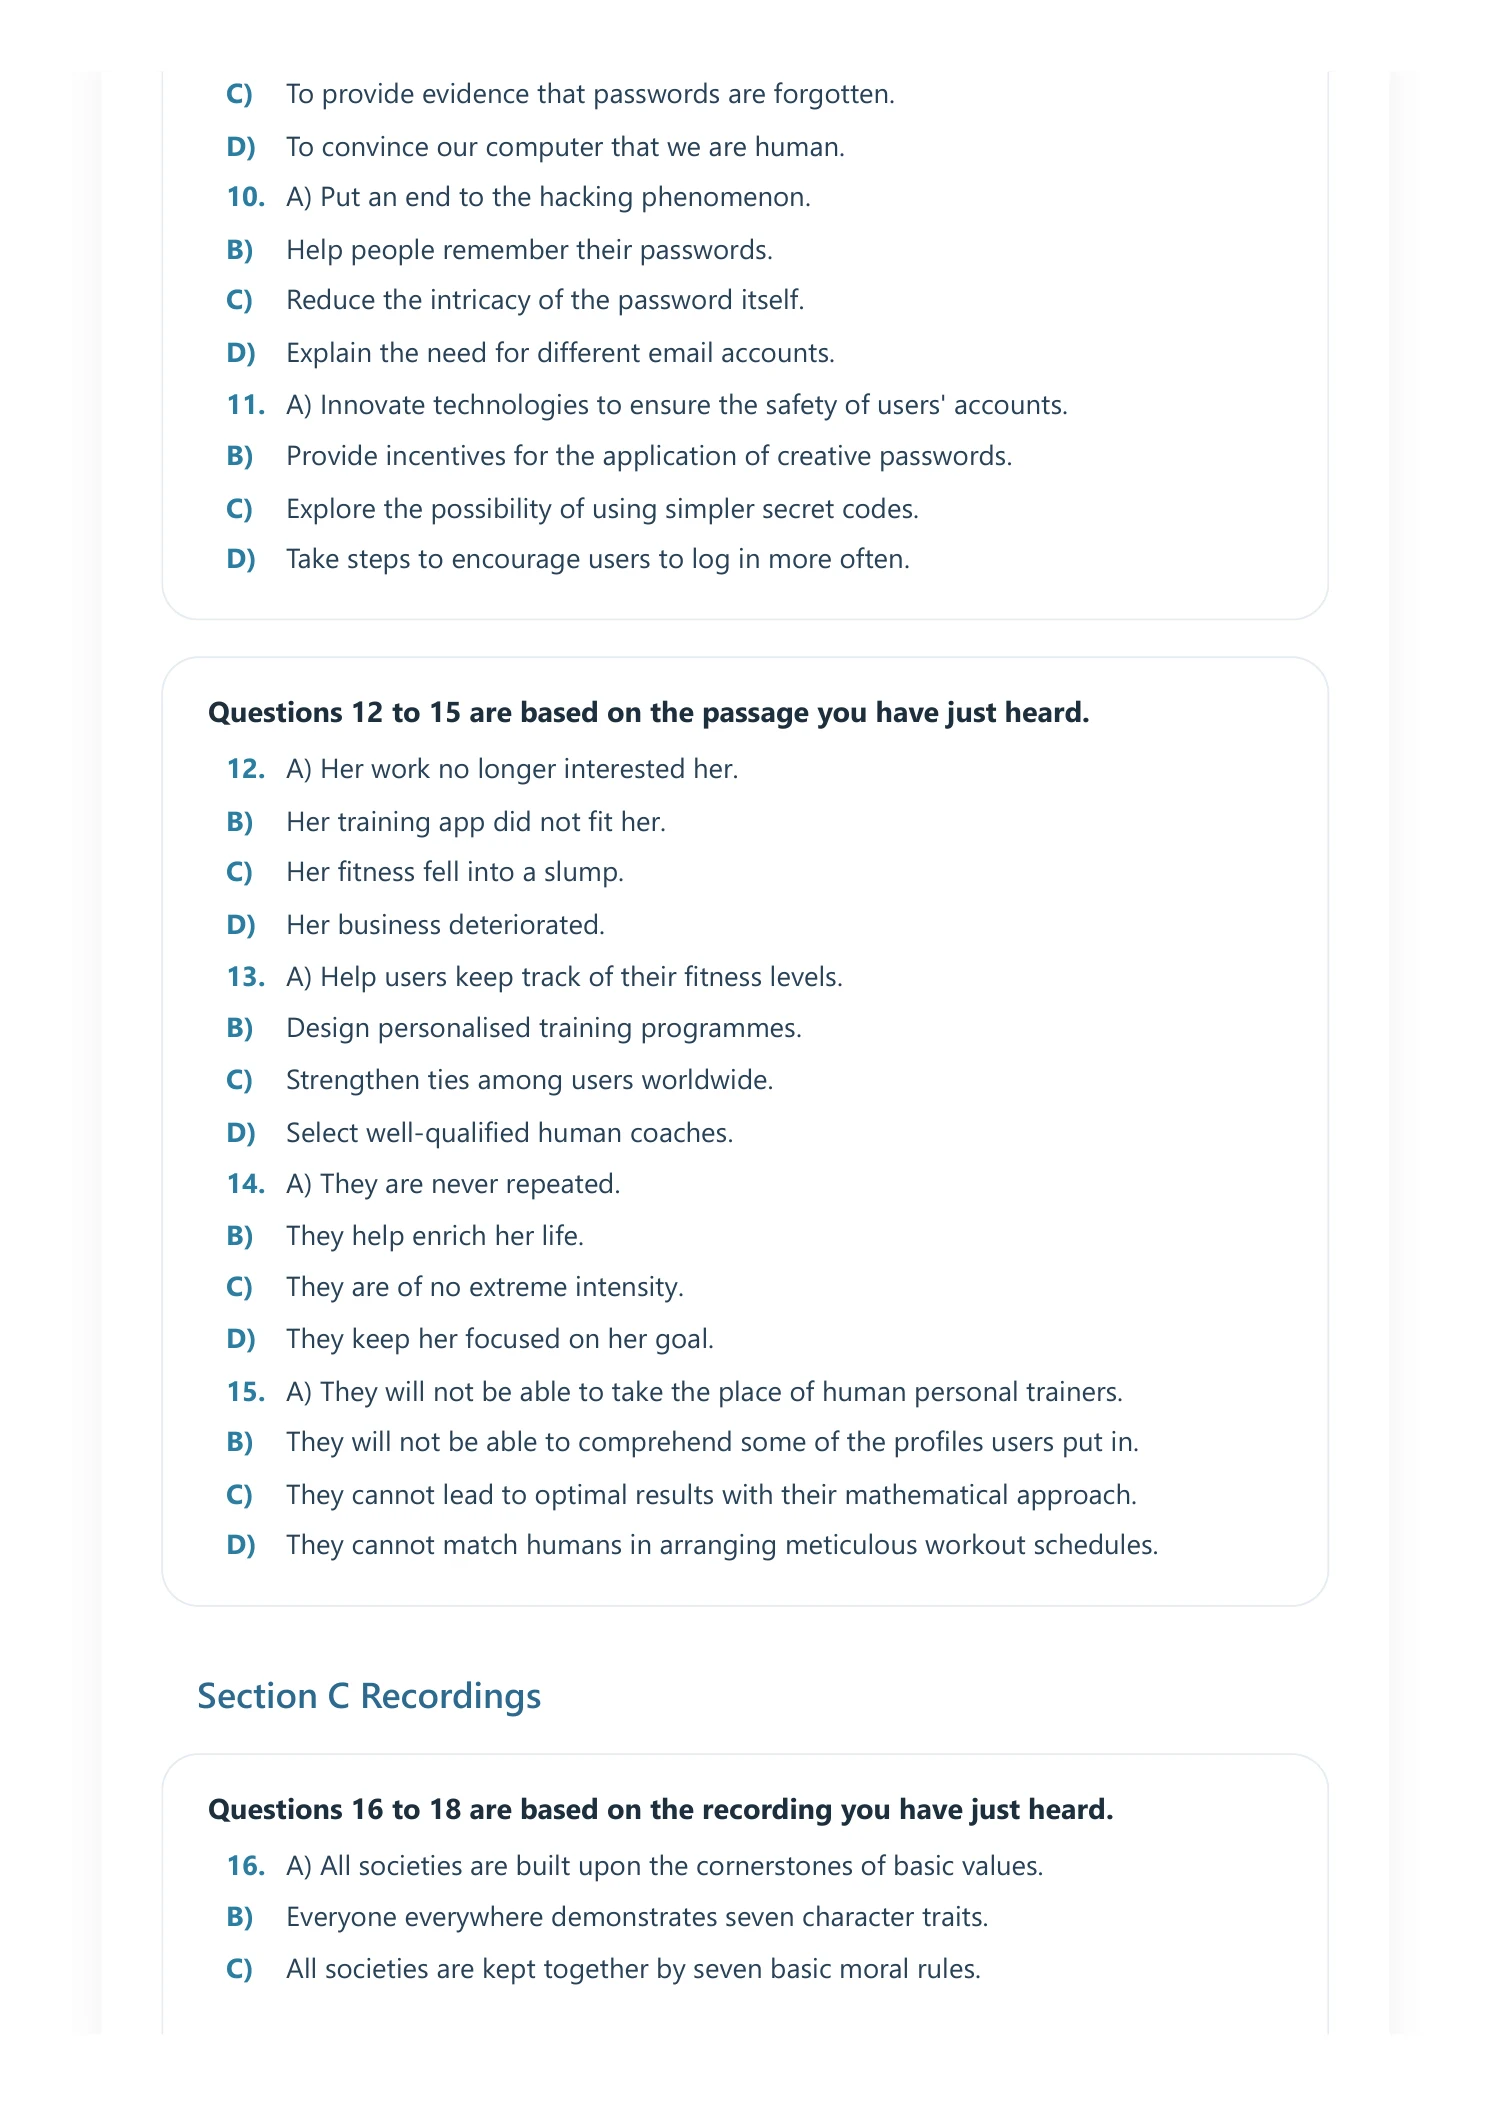 C) To provide evidence that passwords are forgotten.
D) To convince our computer that we are human.
10. A) Put an end to the hacking phenomenon.
B) Help people remember their passwords.
C) Reduce the intricacy of the password itself.
D) Explain the need for different email accounts.
11. A) Innovate technologies to ensure the safety of users' accounts.
B) Provide incentives for the application of creative passwords.
C) Explore the possibility of using simpler secret codes.
D) Take steps to encourage users to log in more often.
Questions 12 to 15 are based on the passage you have just heard.
12. A) Her work no longer interested her.
B) Her training app did not fit her.
C) Her fitness fell into a slump.
D) Her business deteriorated.
13. A) Help users keep track of their fitness levels.
B) Design personalised training programmes.
C) Strengthen ties among users worldwide.
D) Select well-qualified human coaches.
14. A) They are never repeated.
B) They help enrich her life.
C) They are of no extreme intensity.
D) They keep her focused on her goal.
15. A) They will not be able to take the place of human personal trainers.
B) They will not be able to comprehend some of the profiles users put in.
C) They cannot lead to optimal results with their mathematical approach.
D) They cannot match humans in arranging meticulous workout schedules.
Section C Recordings
Questions 16 to 18 are based on the recording you have just heard.
16. A) All societies are built upon the cornerstones of basic values.
B) Everyone everywhere demonstrates seven character traits.
C) All societies are kept together by seven basic moral rules.